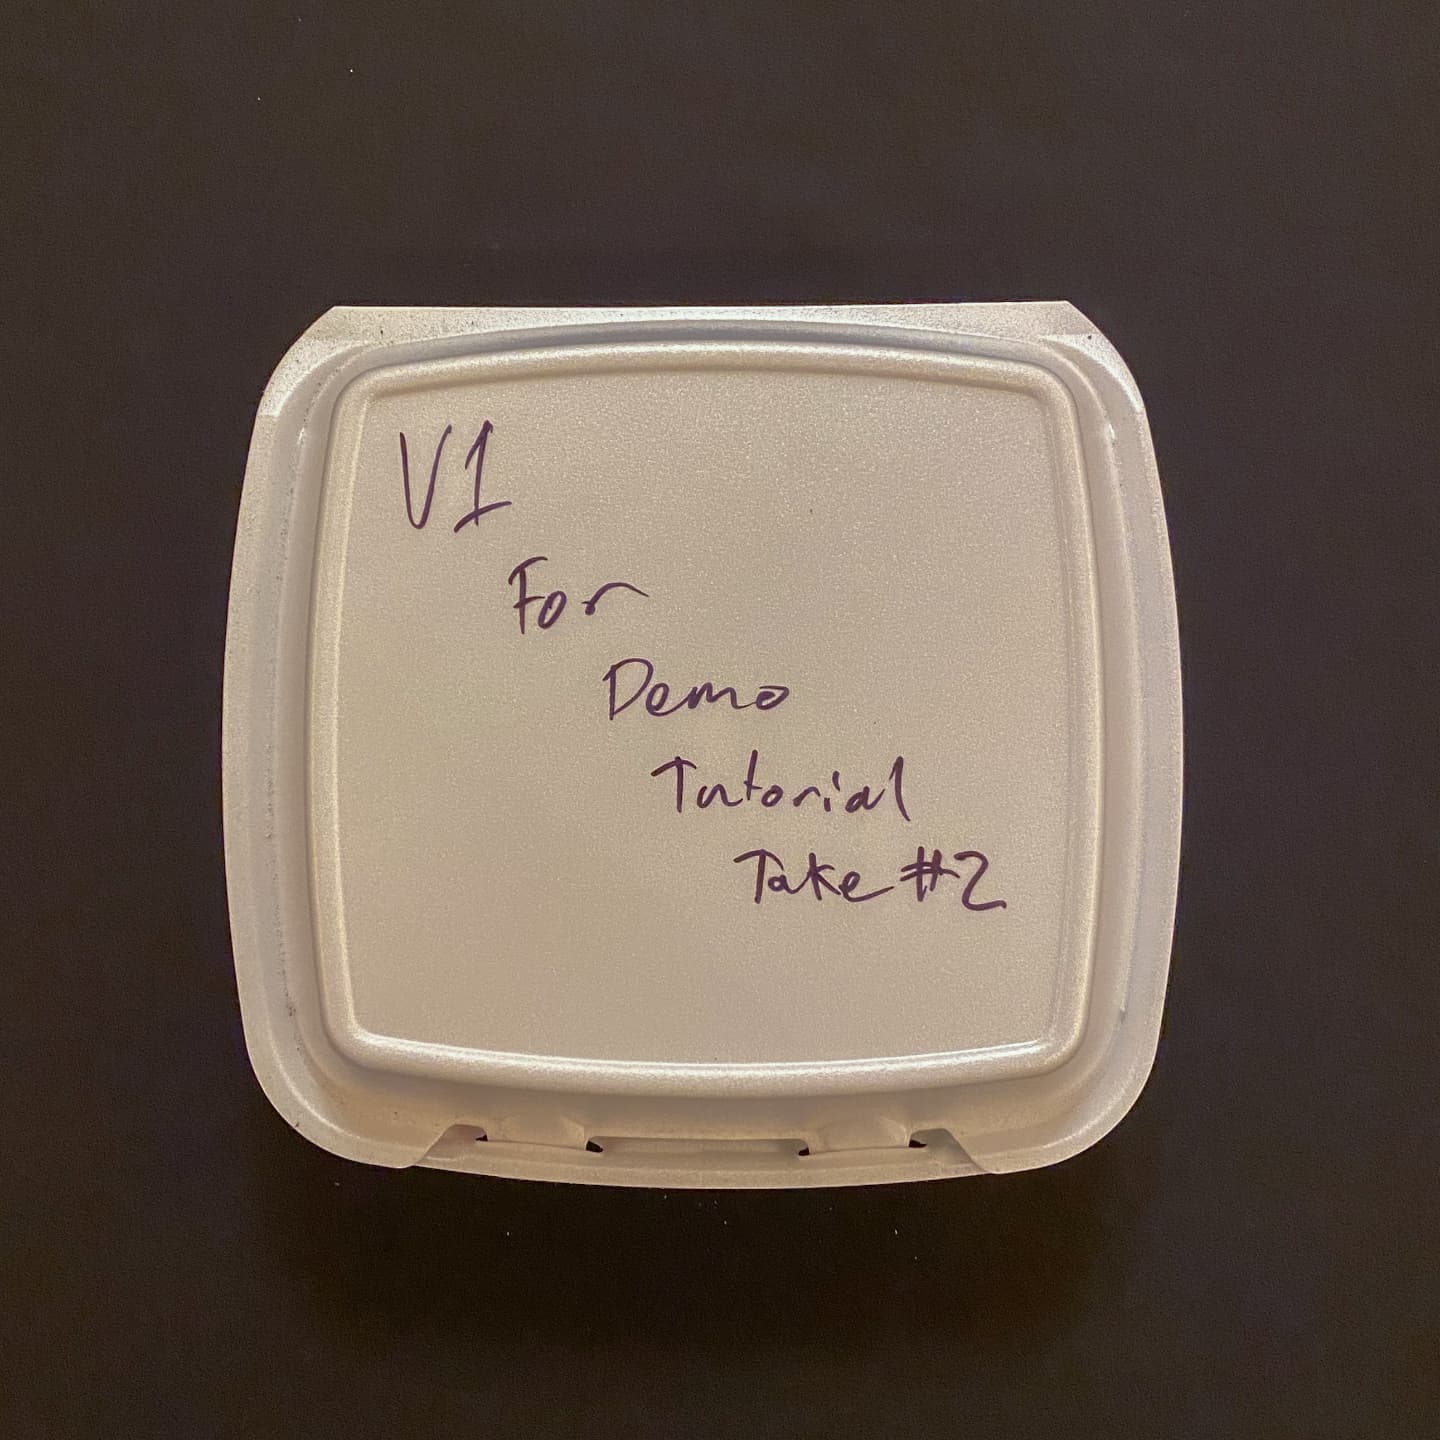 V1
For
Demo
Tutorial
Take #2